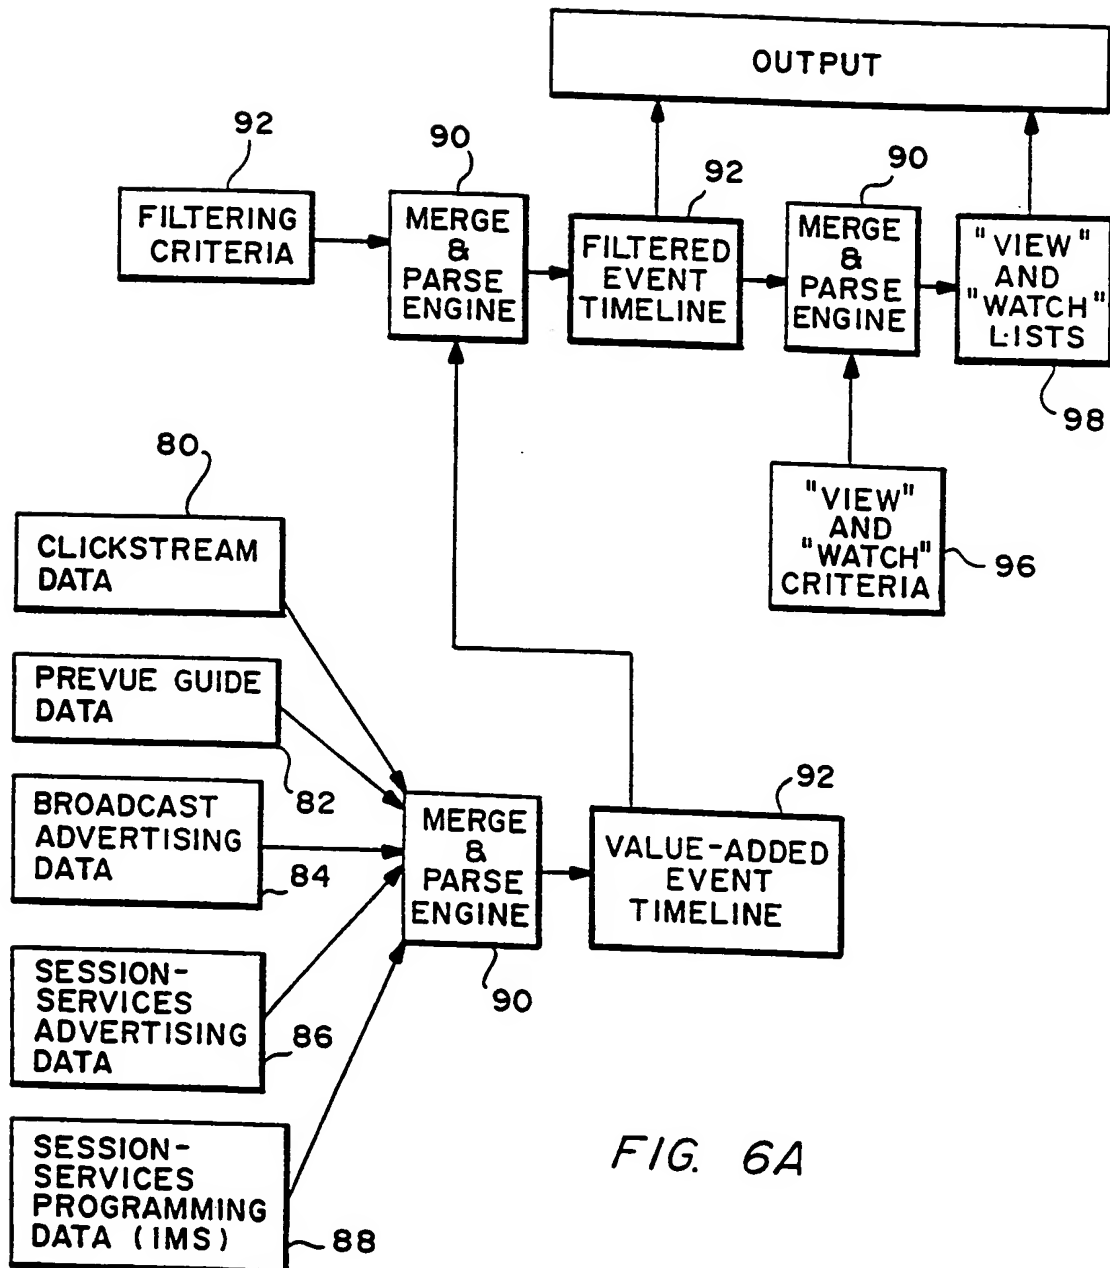 OUTPUT
92
FILTERING
CRITERIA
90
MERGE
&
PARSE
ENGINE
92
FILTERED
EVENT
TIMELINE
90
MERGE
&
PARSE
ENGINE
"VIEW"
AND
"WATCH"
L·ISTS
98
"VIEW"
AND
"WATCH"
CRITERIA
96
80
CLICKSTREAM
DATA
PREVUE GUIDE
DATA
82
BROADCAST
ADVERTISING
DATA
84
SESSION-
SERVICES
ADVERTISING
DATA
86
SESSION-
SERVICES
PROGRAMMING
DATA (IMS)
88
MERGE
&
PARSE
ENGINE
90
92
VALUE-ADDED
EVENT
TIMELINE
FIG. 6A